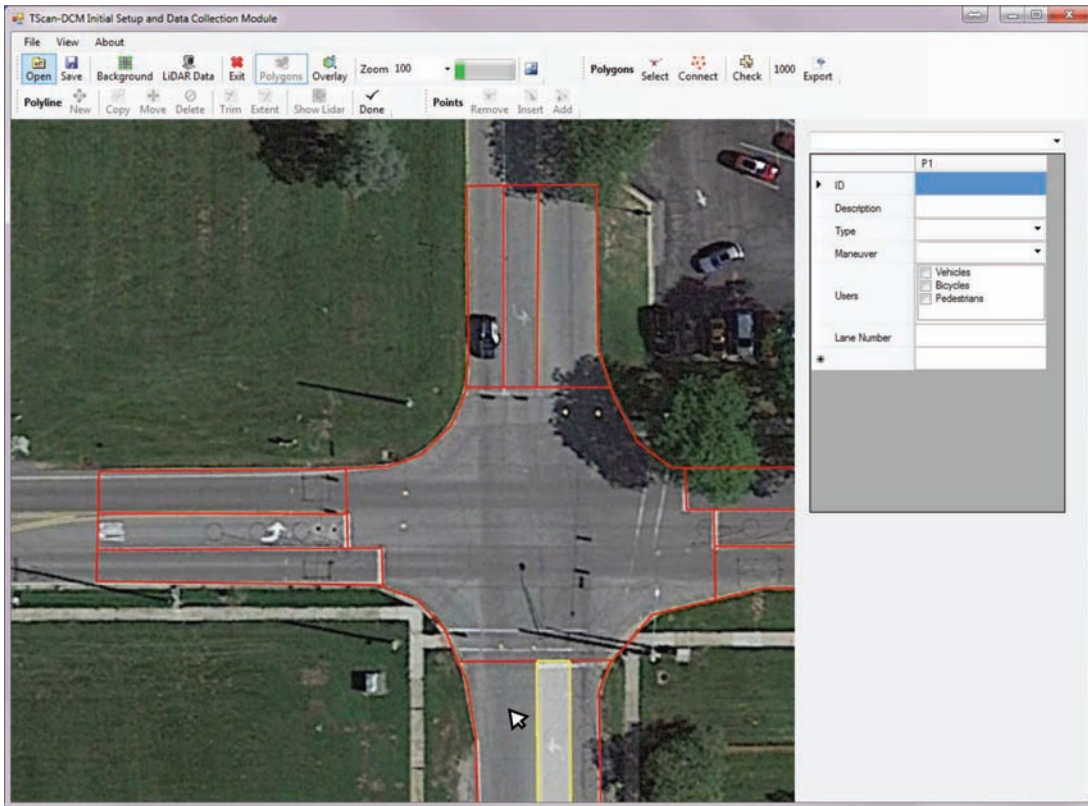 TScan-DCM Initial Setup and Data Collection Module
File View About
Open Save Background LiDAR Data Exit Polygons Overlay Zoom 100 Polygons Select Connect Check 1000 Export
Polyline New Copy Move Delete Trim Extent Show Lidar Done Points Remove Insert Add
P1
ID
Description
Type
Maneuver
Users
Vehicles
Bicycles
Pedestrians
Lane Number